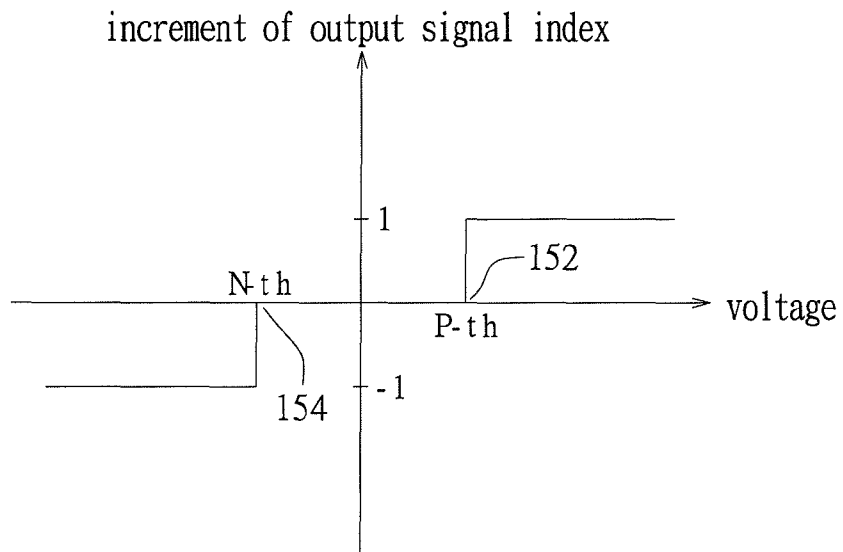 increment of output signal index
1
152
N-th
P-th
voltage
-1
154